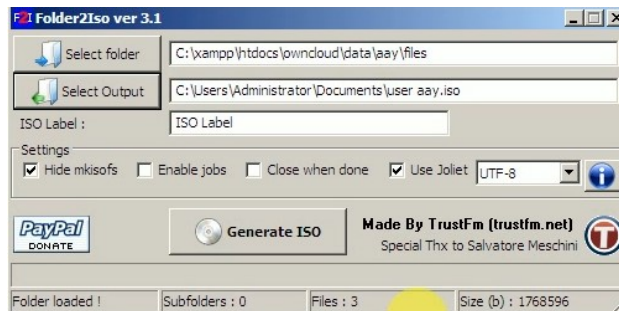 F2I Folder2Iso ver 3.1
Select folder
C:\xampp\htdocs\owncloud\data\aay\files
Select Output
C:\Users\Administrator\Documents\user aay.iso
ISO Label :
ISO Label
Settings
Hide mkisofs Enable jobs Close when done Use Joliet UTF-8
PayPal
DONATE
Generate ISO
Made By TrustFm (trustfm.net)
Special Thx to Salvatore Meschini
Folder loaded ! Subfolders : 0 Files : 3 Size (b) : 1768596